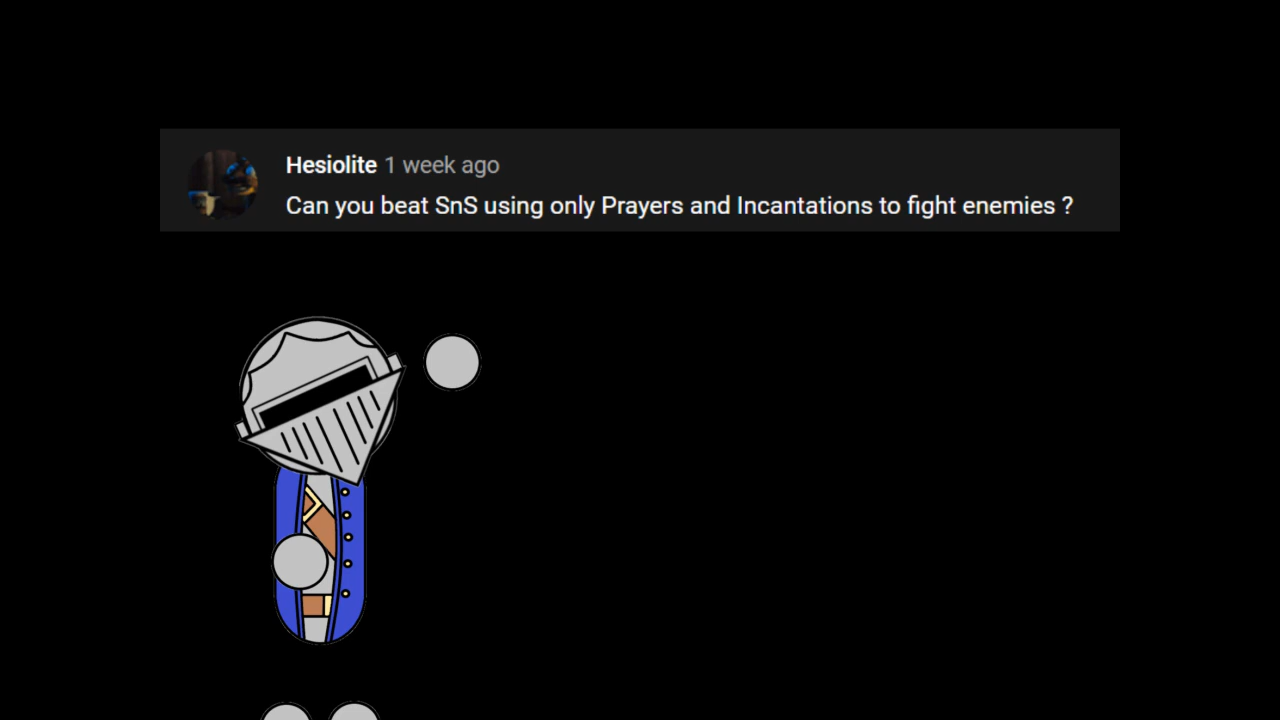 Hesiolite 1 week ago
Can you beat SnS using only Prayers and Incantations to fight enemies ?